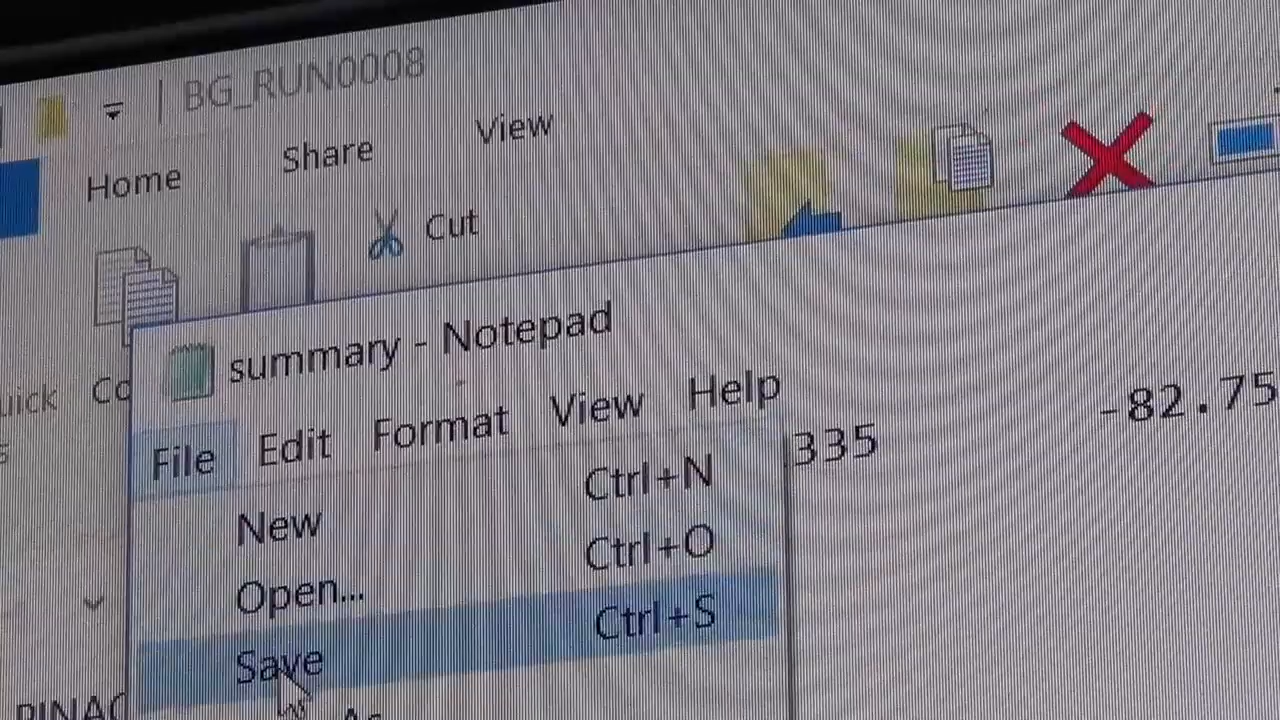 BG_RUN0008
Home Share View
Cut
summary - Notepad
File Edit Format View Help
335 -82.75
New Ctrl+N
Open... Ctrl+O
Save Ctrl+S
As